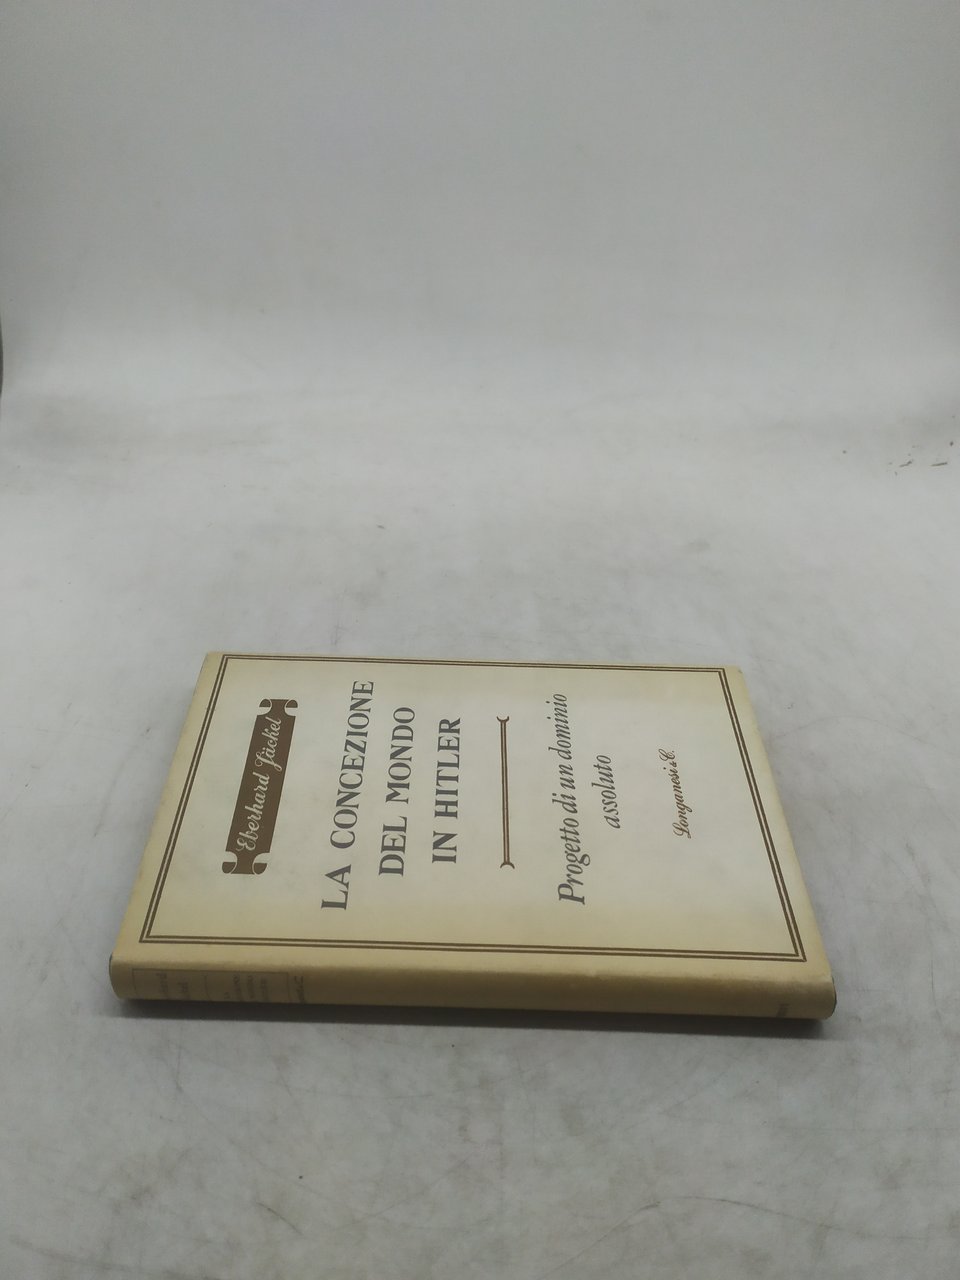 Eberhard Jäckel
LA CONCEZIONE
DEL MONDO
IN HITLER
Progetto di un dominio
assoluto
Longanesi & C.